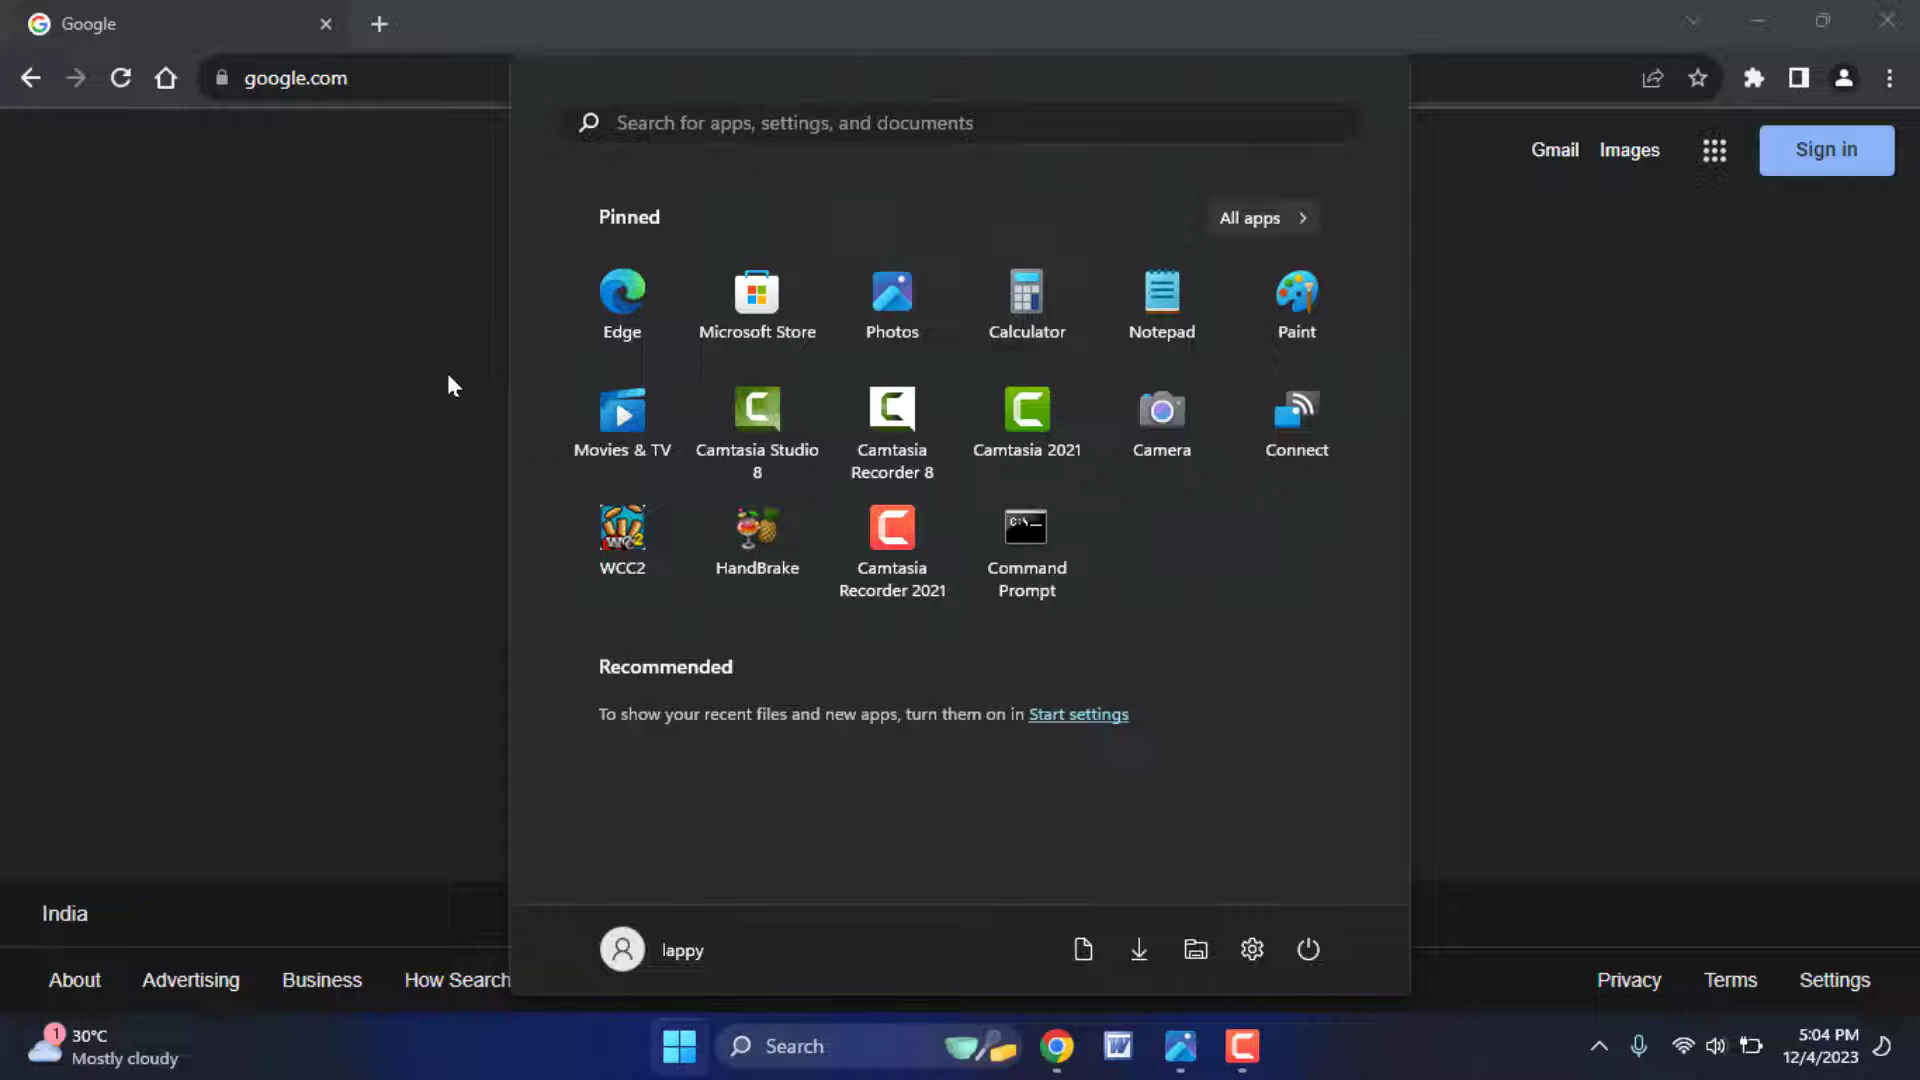 Google
google.com
Search for apps, settings, and documents
Gmail Images Sign in
Pinned All apps
Edge Microsoft Store Photos Calculator Notepad Paint
Movies & TV Camtasia Studio 8 Camtasia Recorder 8 Camtasia 2021 Camera Connect
WCC2 HandBrake Camtasia Recorder 2021 Command Prompt
Recommended
To show your recent files and new apps, turn them on in Start settings
India
lappy
About Advertising Business How Search
Privacy Terms Settings
1 30°C
Mostly cloudy
Search
5:04 PM
12/4/2023